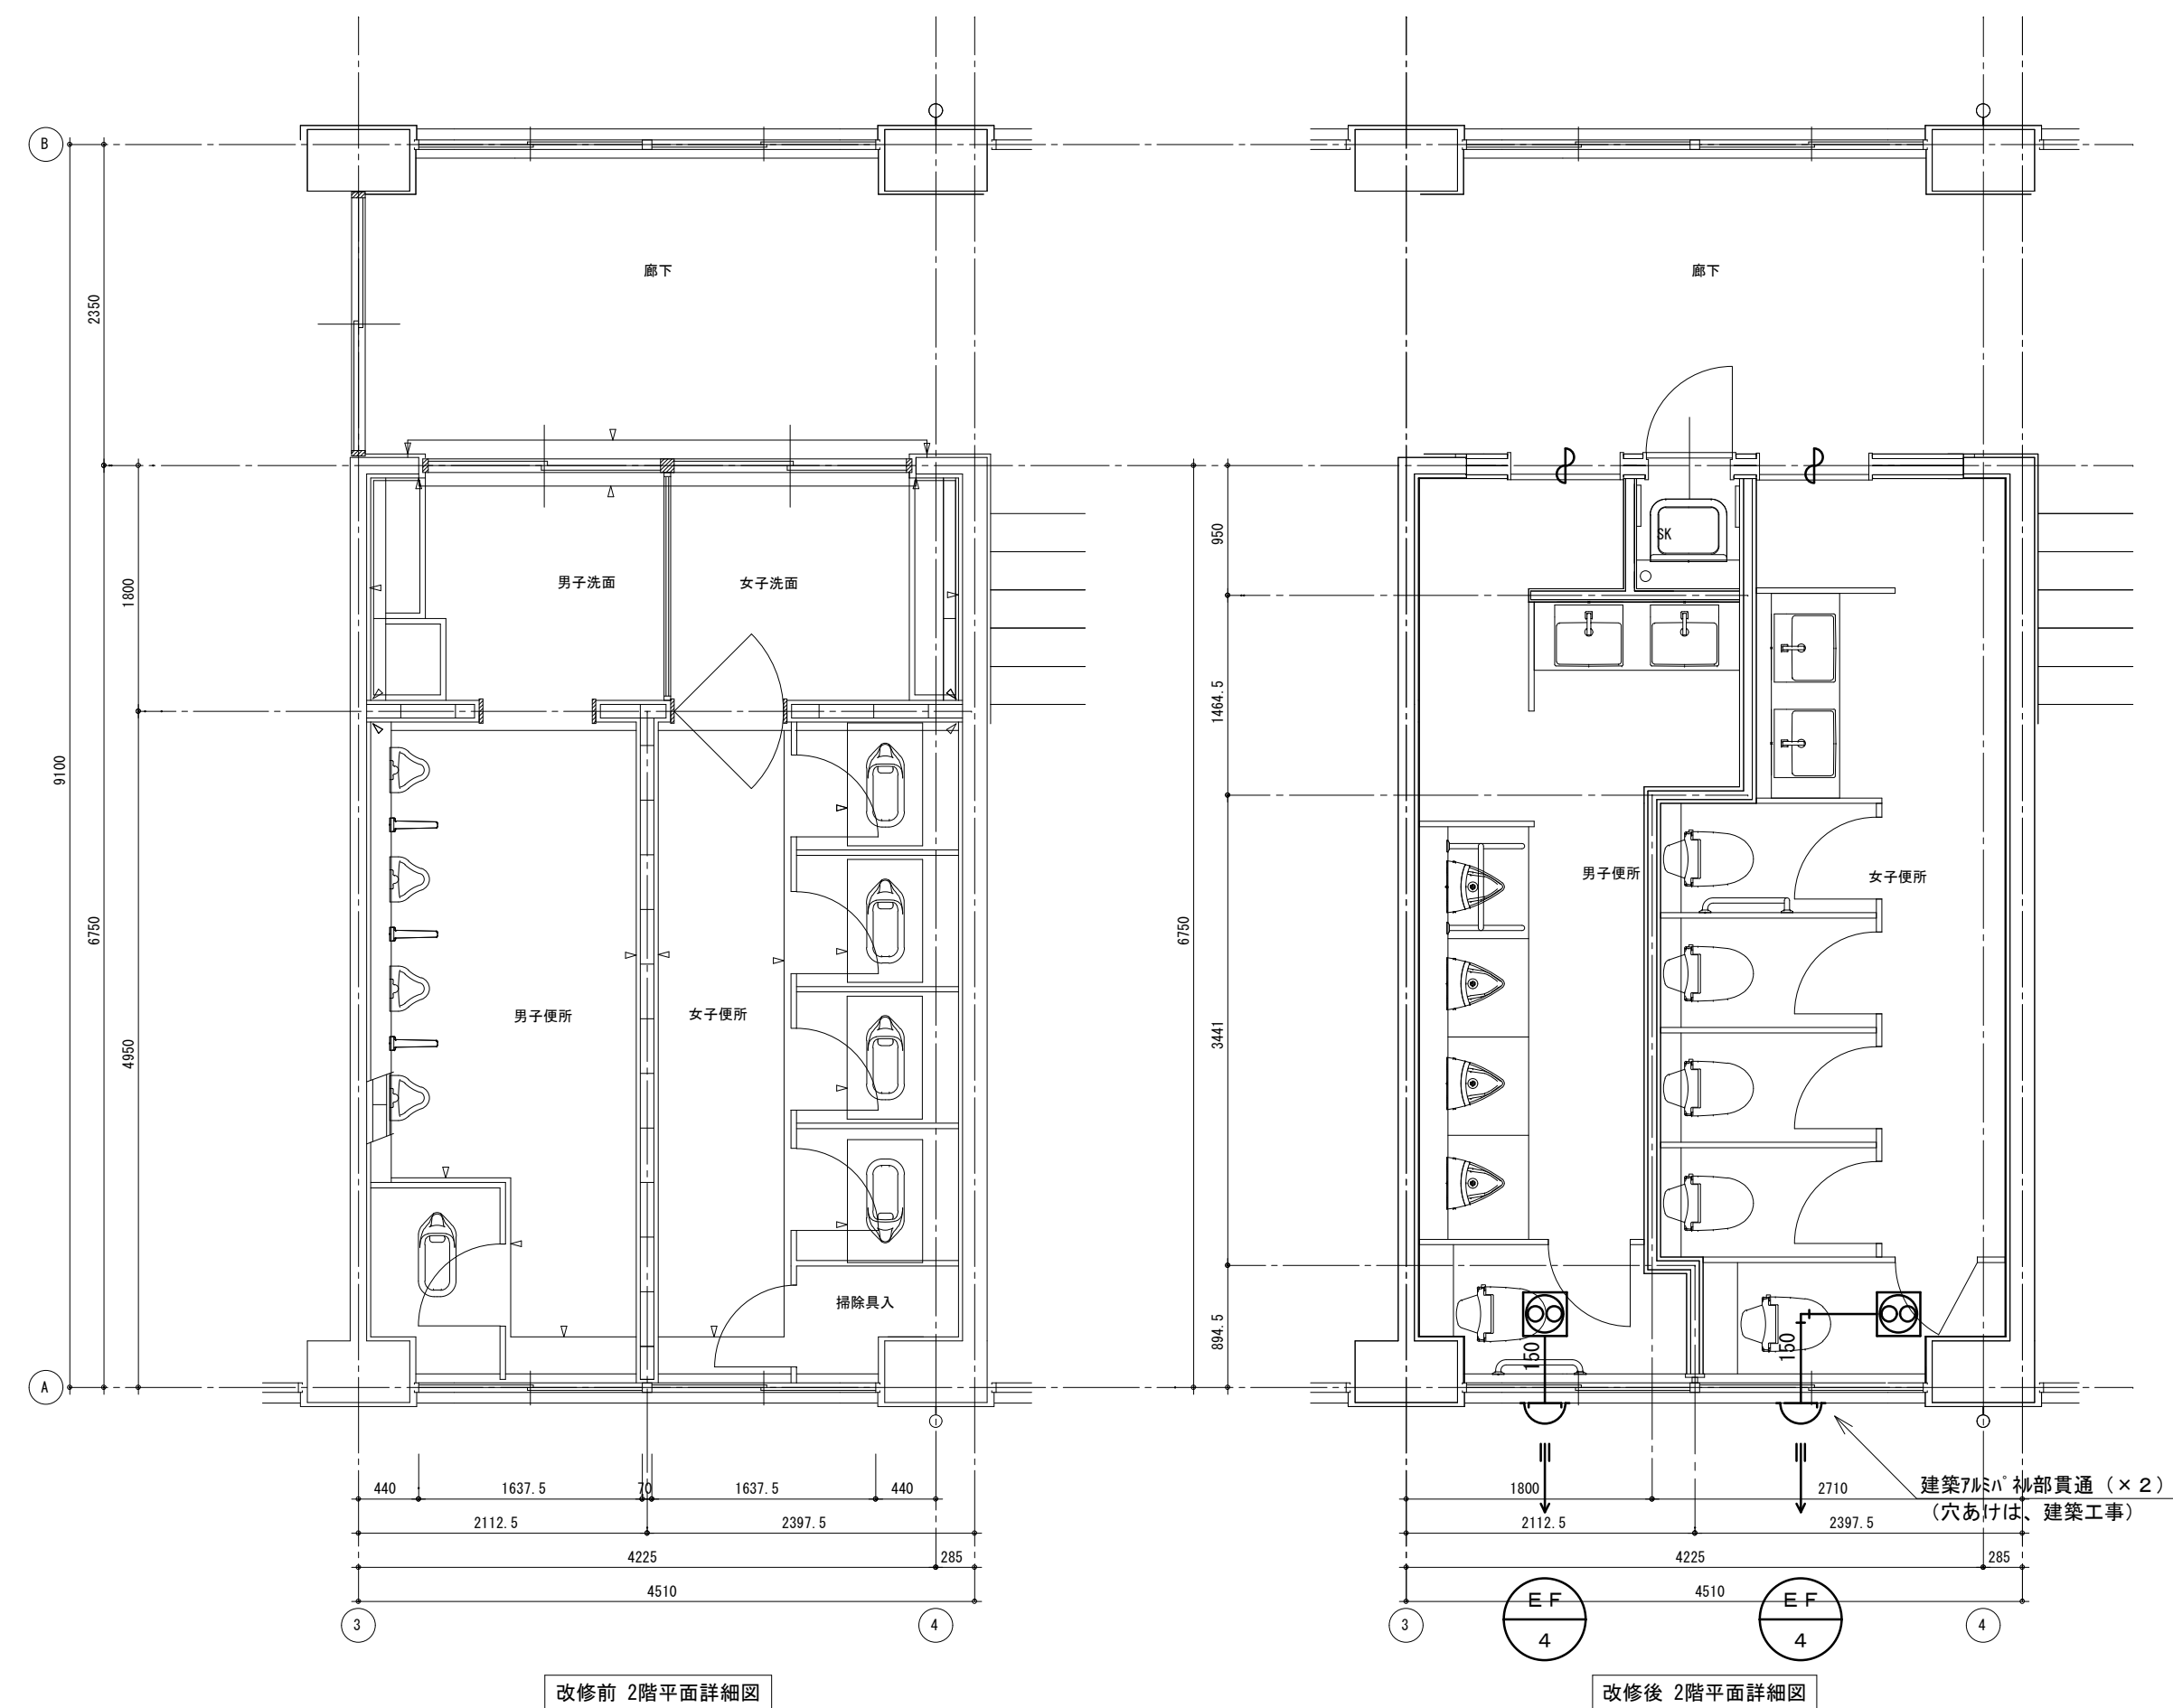 B
廊下
2350
1800
9100
6750
4950
男子洗面
女子洗面
男子便所
女子便所
掃除具入
A
440
1637.5
70
1637.5
440
2112.5
2397.5
4225
285
4510
3
4
改修前 2階平面詳細図
廊下
SK
950
1464.5
6750
3441
894.5
男子便所
女子便所
150
150
1800
2710
建築ｱﾙﾐﾊﾟﾈﾙ部貫通（×２）
（穴あけは、建築工事）
2112.5
2397.5
4225
285
4510
3
ＥＦ
4
ＥＦ
4
4
改修後 2階平面詳細図